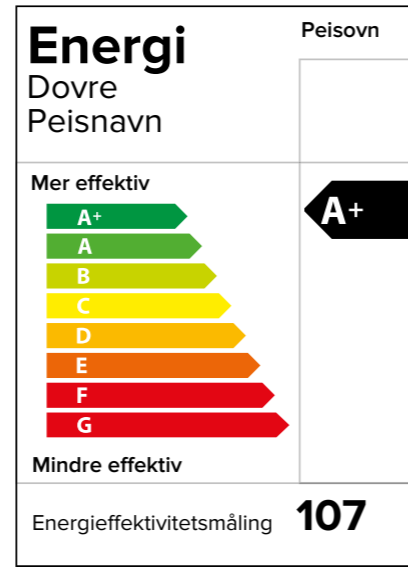 Energi
Dovre
Peisnavn
Peisovn
Mer effektiv
A+
A+
A
B
C
D
E
F
G
Mindre effektiv
Energieffektivitetsmåling 107